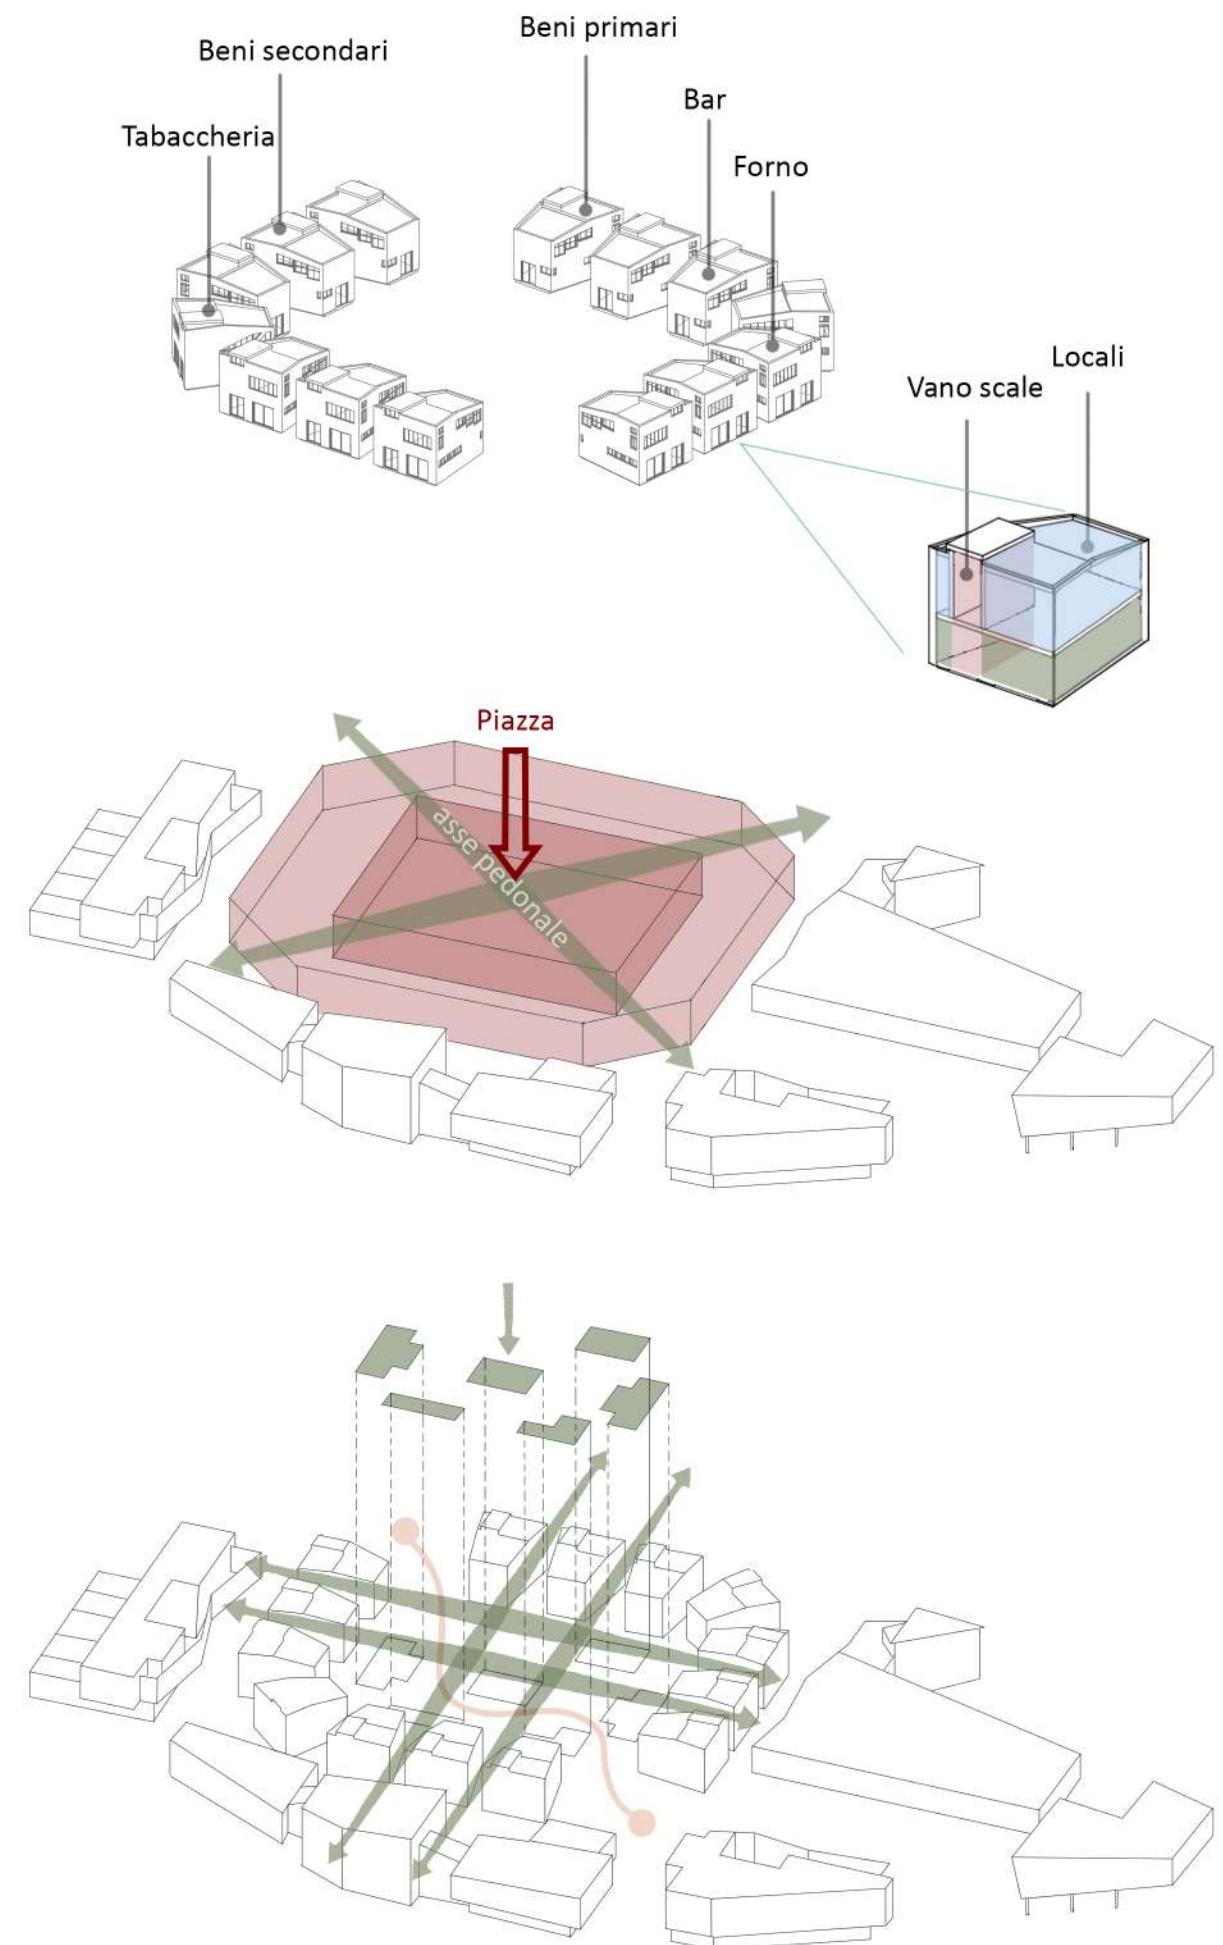 Beni primari
Beni secondari
Bar
Tabaccheria
Forno
Locali
Vano scale
Piazza
asse pedonale